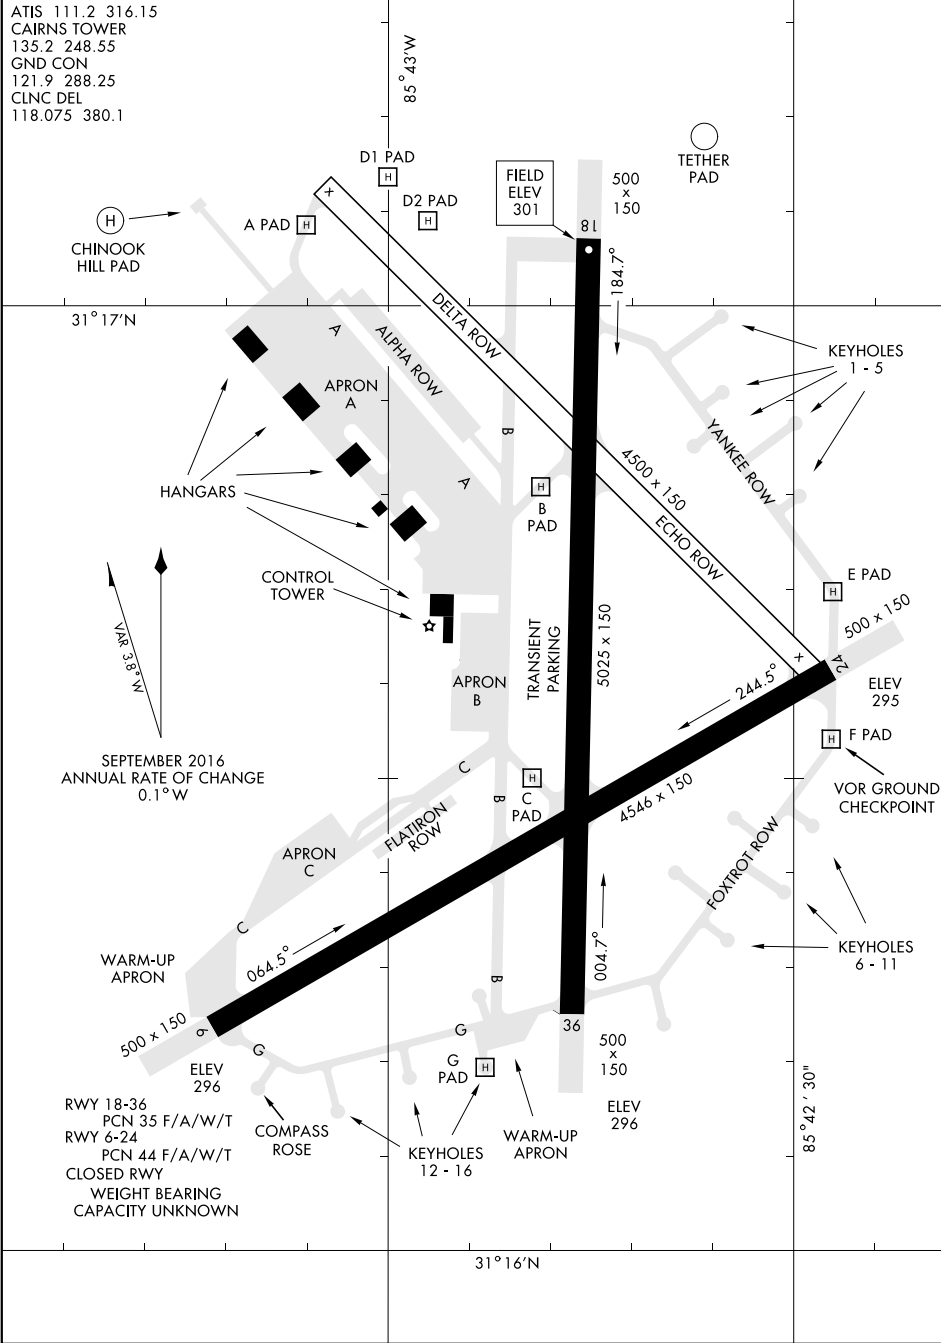 ATIS 111.2 316.15
CAIRNS TOWER
135.2 248.55
GND CON
121.9 288.25
CLNC DEL
118.075 380.1
85°43'W
D1 PAD
H
D2 PAD
H
A PAD
H
x
FIELD
ELEV
301
500
x
150
TETHER
PAD
H
CHINOOK
HILL PAD
18
184.7°
31°17'N
DELTA ROW
A
ALPHA ROW
APRON
A
KEYHOLES
1 - 5
B
YANKEE ROW
4500 x 150
HANGARS
A
H
B
PAD
ECHO ROW
CONTROL
TOWER
H
E PAD
500 x 150
VAR 3.8°W
TRANSIENT
PARKING
5025 x 150
x
24
APRON
B
244.5°
ELEV
295
H
F PAD
SEPTEMBER 2016
ANNUAL RATE OF CHANGE
0.1°W
C
B
H
C
PAD
4546 x 150
VOR GROUND
CHECKPOINT
FLATIRON
ROW
APRON
C
FOXTROT ROW
C
064.5°
004.7°
KEYHOLES
6 - 11
WARM-UP
APRON
B
500 x 150
6
G
G
36
G
PAD
H
500
x
150
ELEV
296
ELEV
296
85°42'30"
RWY 18-36
PCN 35 F/A/W/T
RWY 6-24
PCN 44 F/A/W/T
CLOSED RWY
WEIGHT BEARING
CAPACITY UNKNOWN
COMPASS
ROSE
KEYHOLES
12 - 16
WARM-UP
APRON
31°16'N